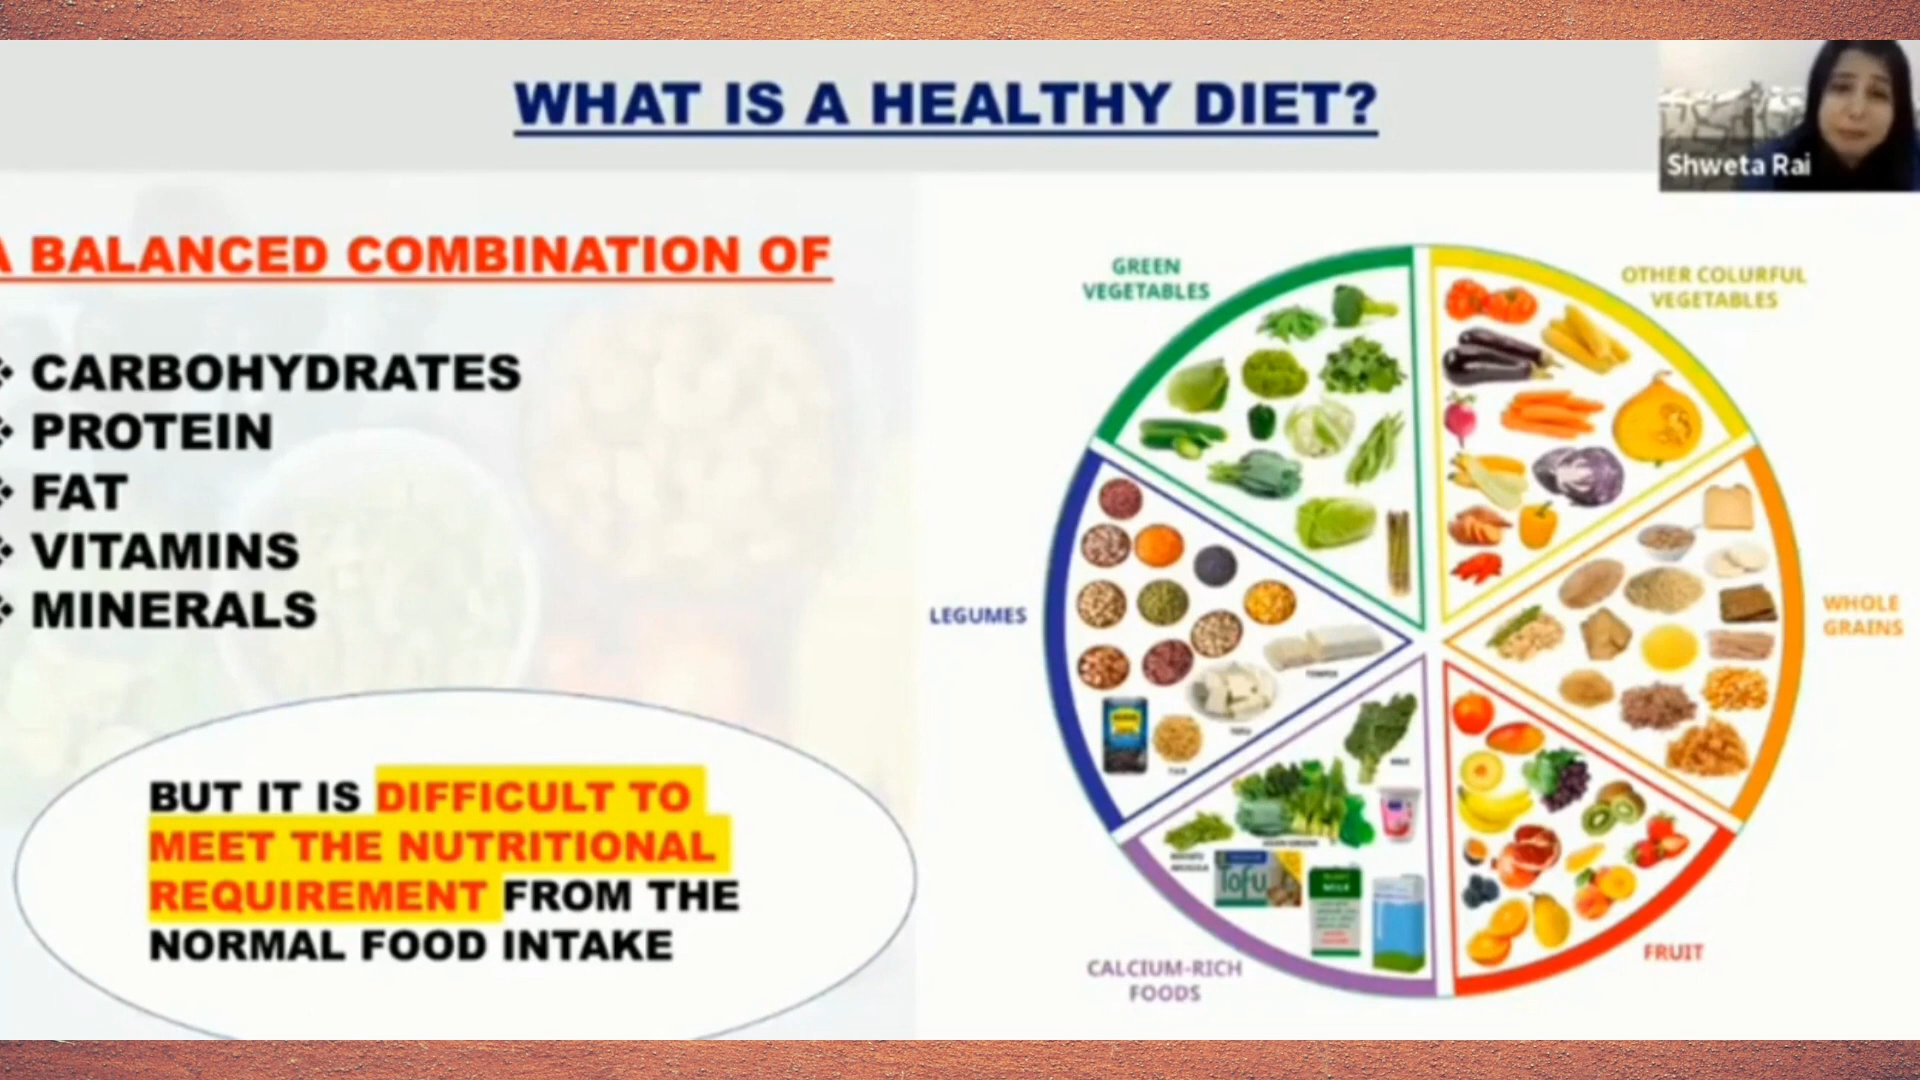 WHAT IS A HEALTHY DIET?
Shweta Rai
A BALANCED COMBINATION OF
CARBOHYDRATES
PROTEIN
FAT
VITAMINS
MINERALS
BUT IT IS DIFFICULT TO
MEET THE NUTRITIONAL
REQUIREMENT FROM THE
NORMAL FOOD INTAKE
GREEN
VEGETABLES
OTHER COLURFUL
VEGETABLES
LEGUMES
WHOLE
GRAINS
CALCIUM-RICH
FOODS
FRUIT
TOFU
MILK